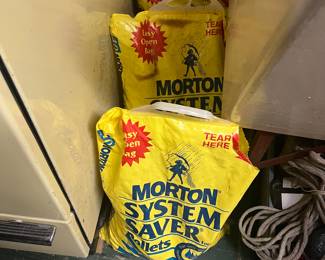 Easy
Open
Bag
TEAR
HERE
MORTON
SYSTEM
Easy
Open
Bag
TEAR
HERE
MORTON®
SYSTEM
SAVER®
Pellets